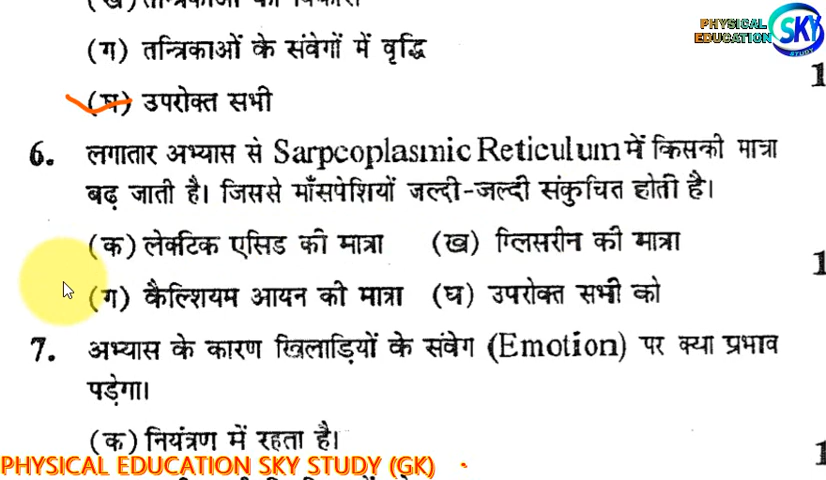 PHYSICAL
EDUCATION
SKY
STUDY
(ग) तन्त्रिकाओं के संवेगों में वृद्धि
1
(घ) उपरोक्त सभी
6. लगातार अभ्यास से Sarpcoplasmic Reticulum में किसकी मात्रा
बढ़ जाती है। जिससे माँसपेशियों जल्दी-जल्दी संकुचित होती है।
(क) लेक्टिक एसिड की मात्रा (ख) ग्लिसरीन की मात्रा
1
(ग) कैल्शियम आयन की मात्रा (घ) उपरोक्त सभी को
7. अभ्यास के कारण खिलाड़ियों के संवेग (Emotion) पर क्या प्रभाव
पड़ेगा।
(क) नियंत्रण में रहता है।
1
PHYSICAL EDUCATION SKY STUDY (GK)